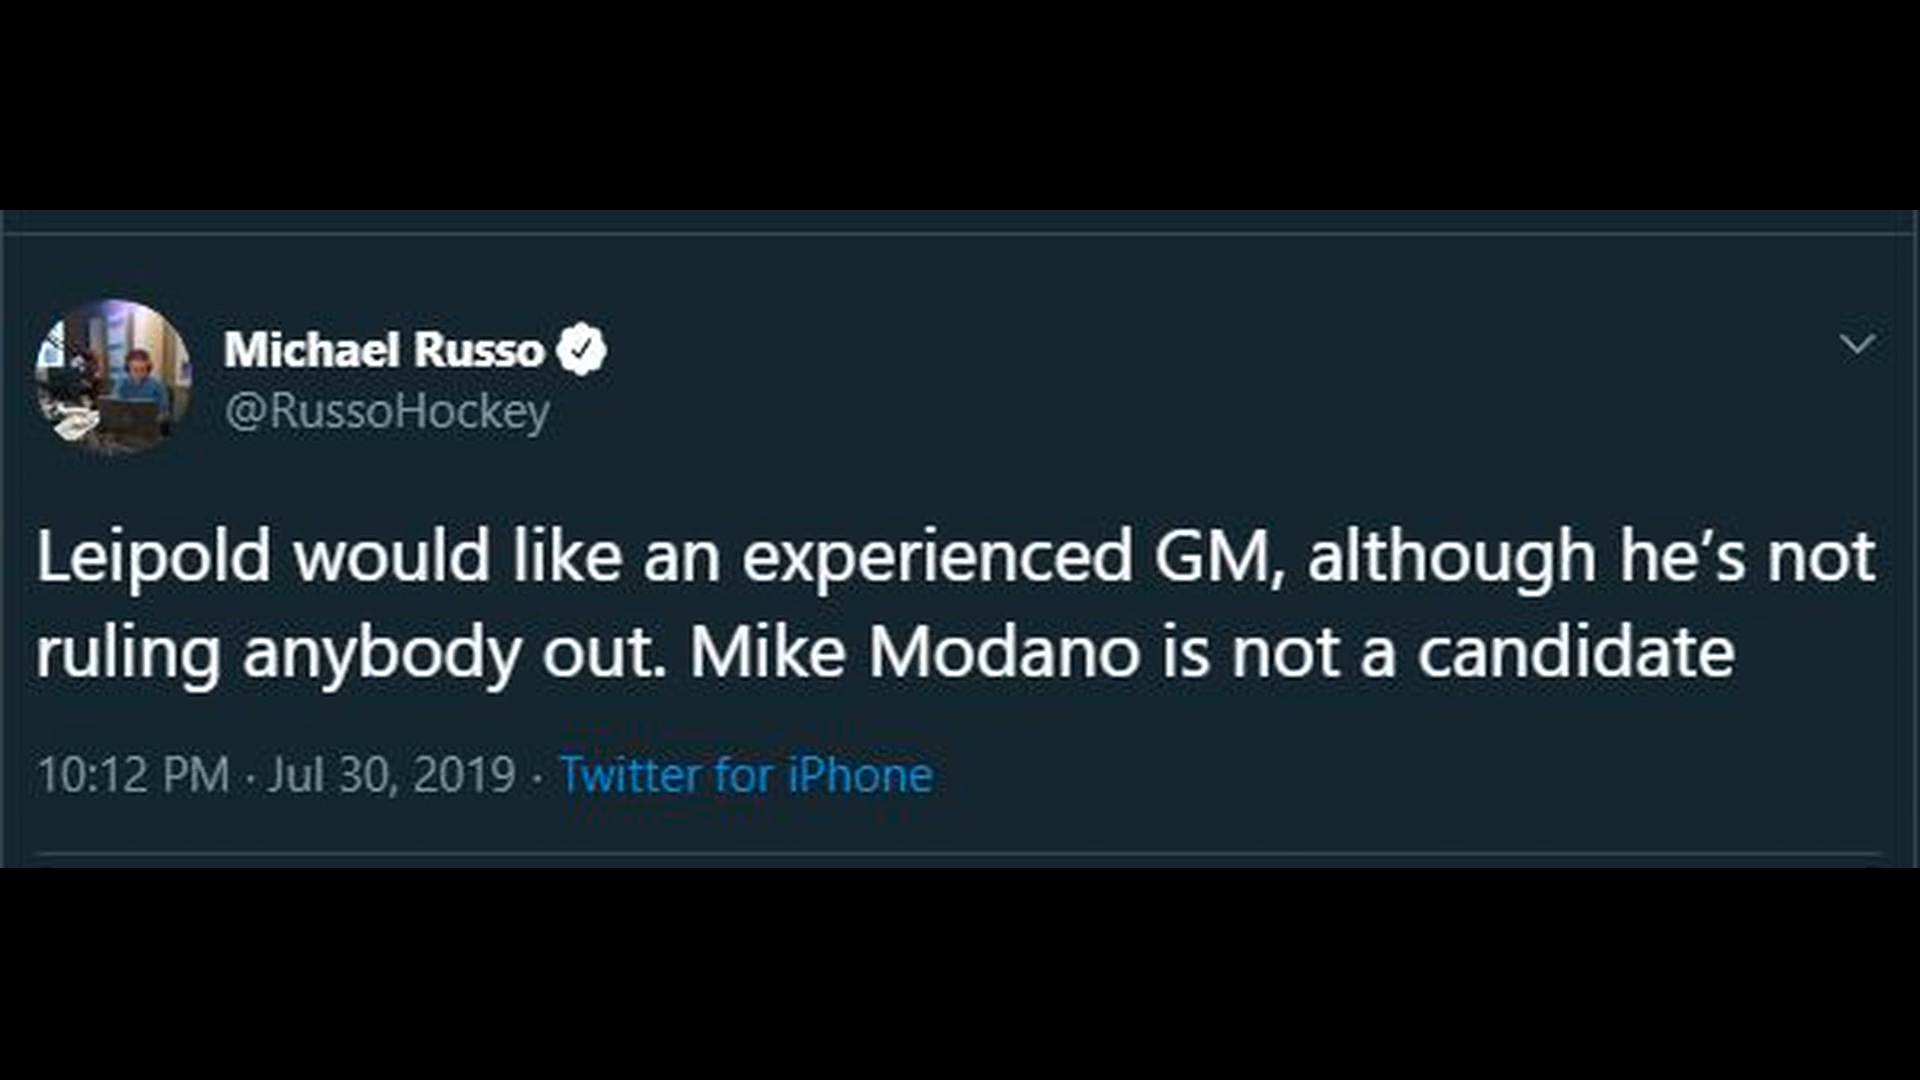 Michael Russo
@RussoHockey
Leipold would like an experienced GM, although he’s not
ruling anybody out. Mike Modano is not a candidate
10:12 PM · Jul 30, 2019 · Twitter for iPhone